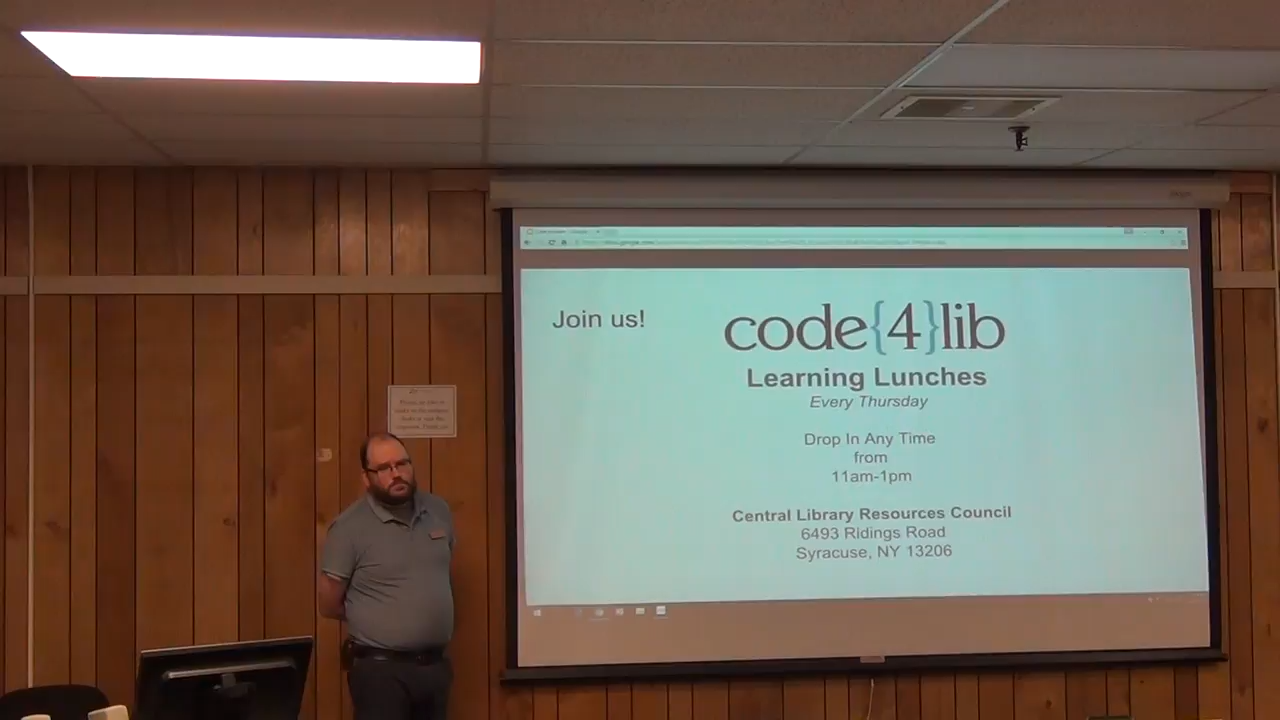 Join us!
code{4}lib
Learning Lunches
Every Thursday
Drop In Any Time
from
11am-1pm
Central Library Resources Council
6493 Ridings Road
Syracuse, NY 13206